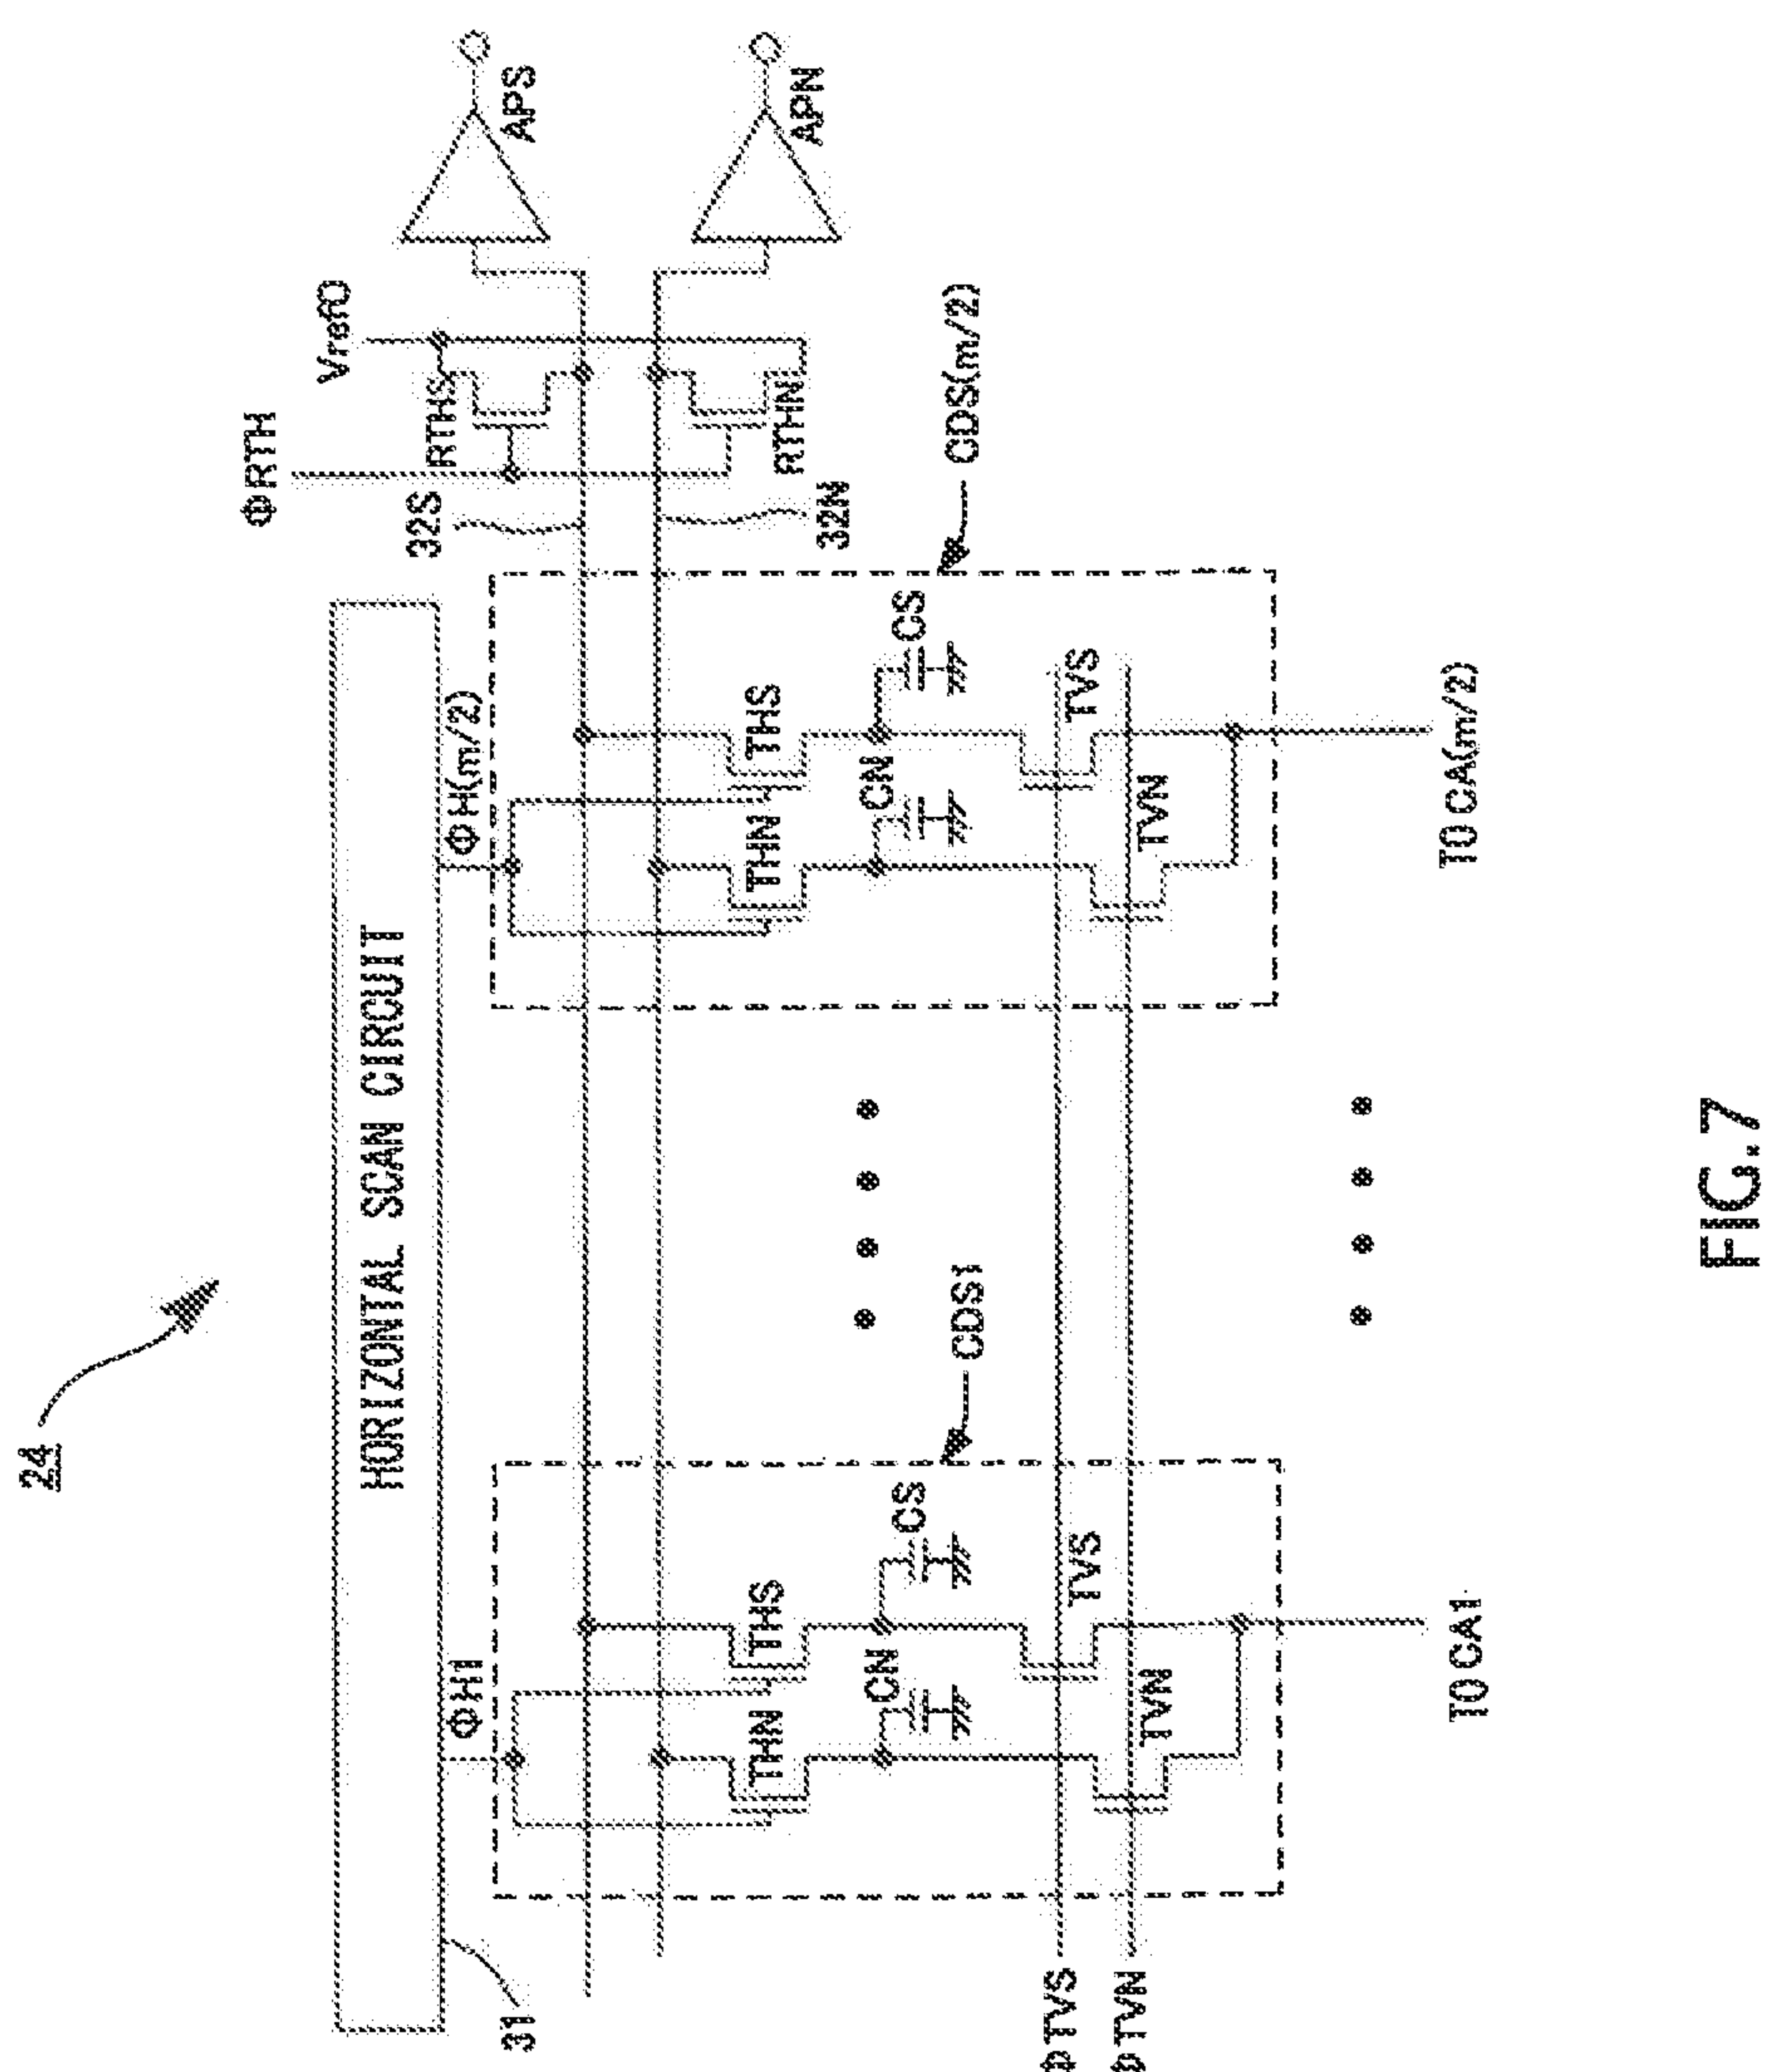 24
HORIZONTAL SCAN CIRCUIT
31
ΦH1
ΦH(m/2)
ΦRTH
VrefO
RTHS
32S
APS
RTHN
32N
APN
THN
THS
THN
THS
CN
CS
CN
CS
CDS1
CDS(m/2)
ΦTVS
TVS
TVS
ΦTVN
TVN
TVN
TO CA1
TO CA(m/2)
FIG.7